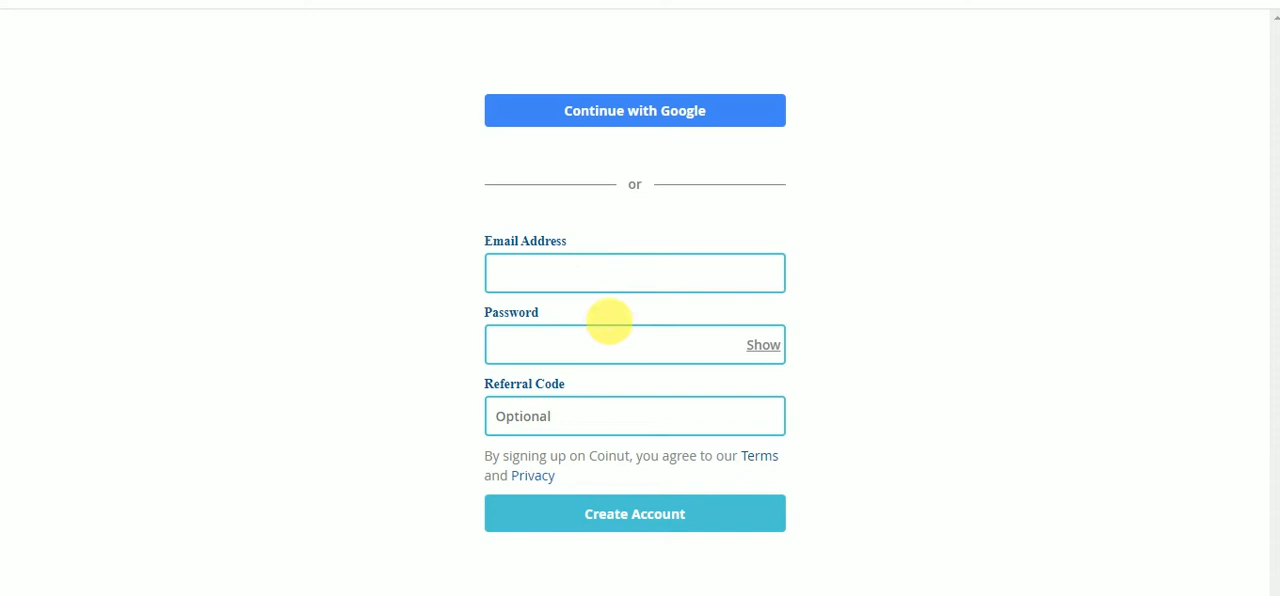 Continue with Google
or
Email Address
Password
Show
Referral Code
Optional
By signing up on Coinut, you agree to our Terms
and Privacy
Create Account